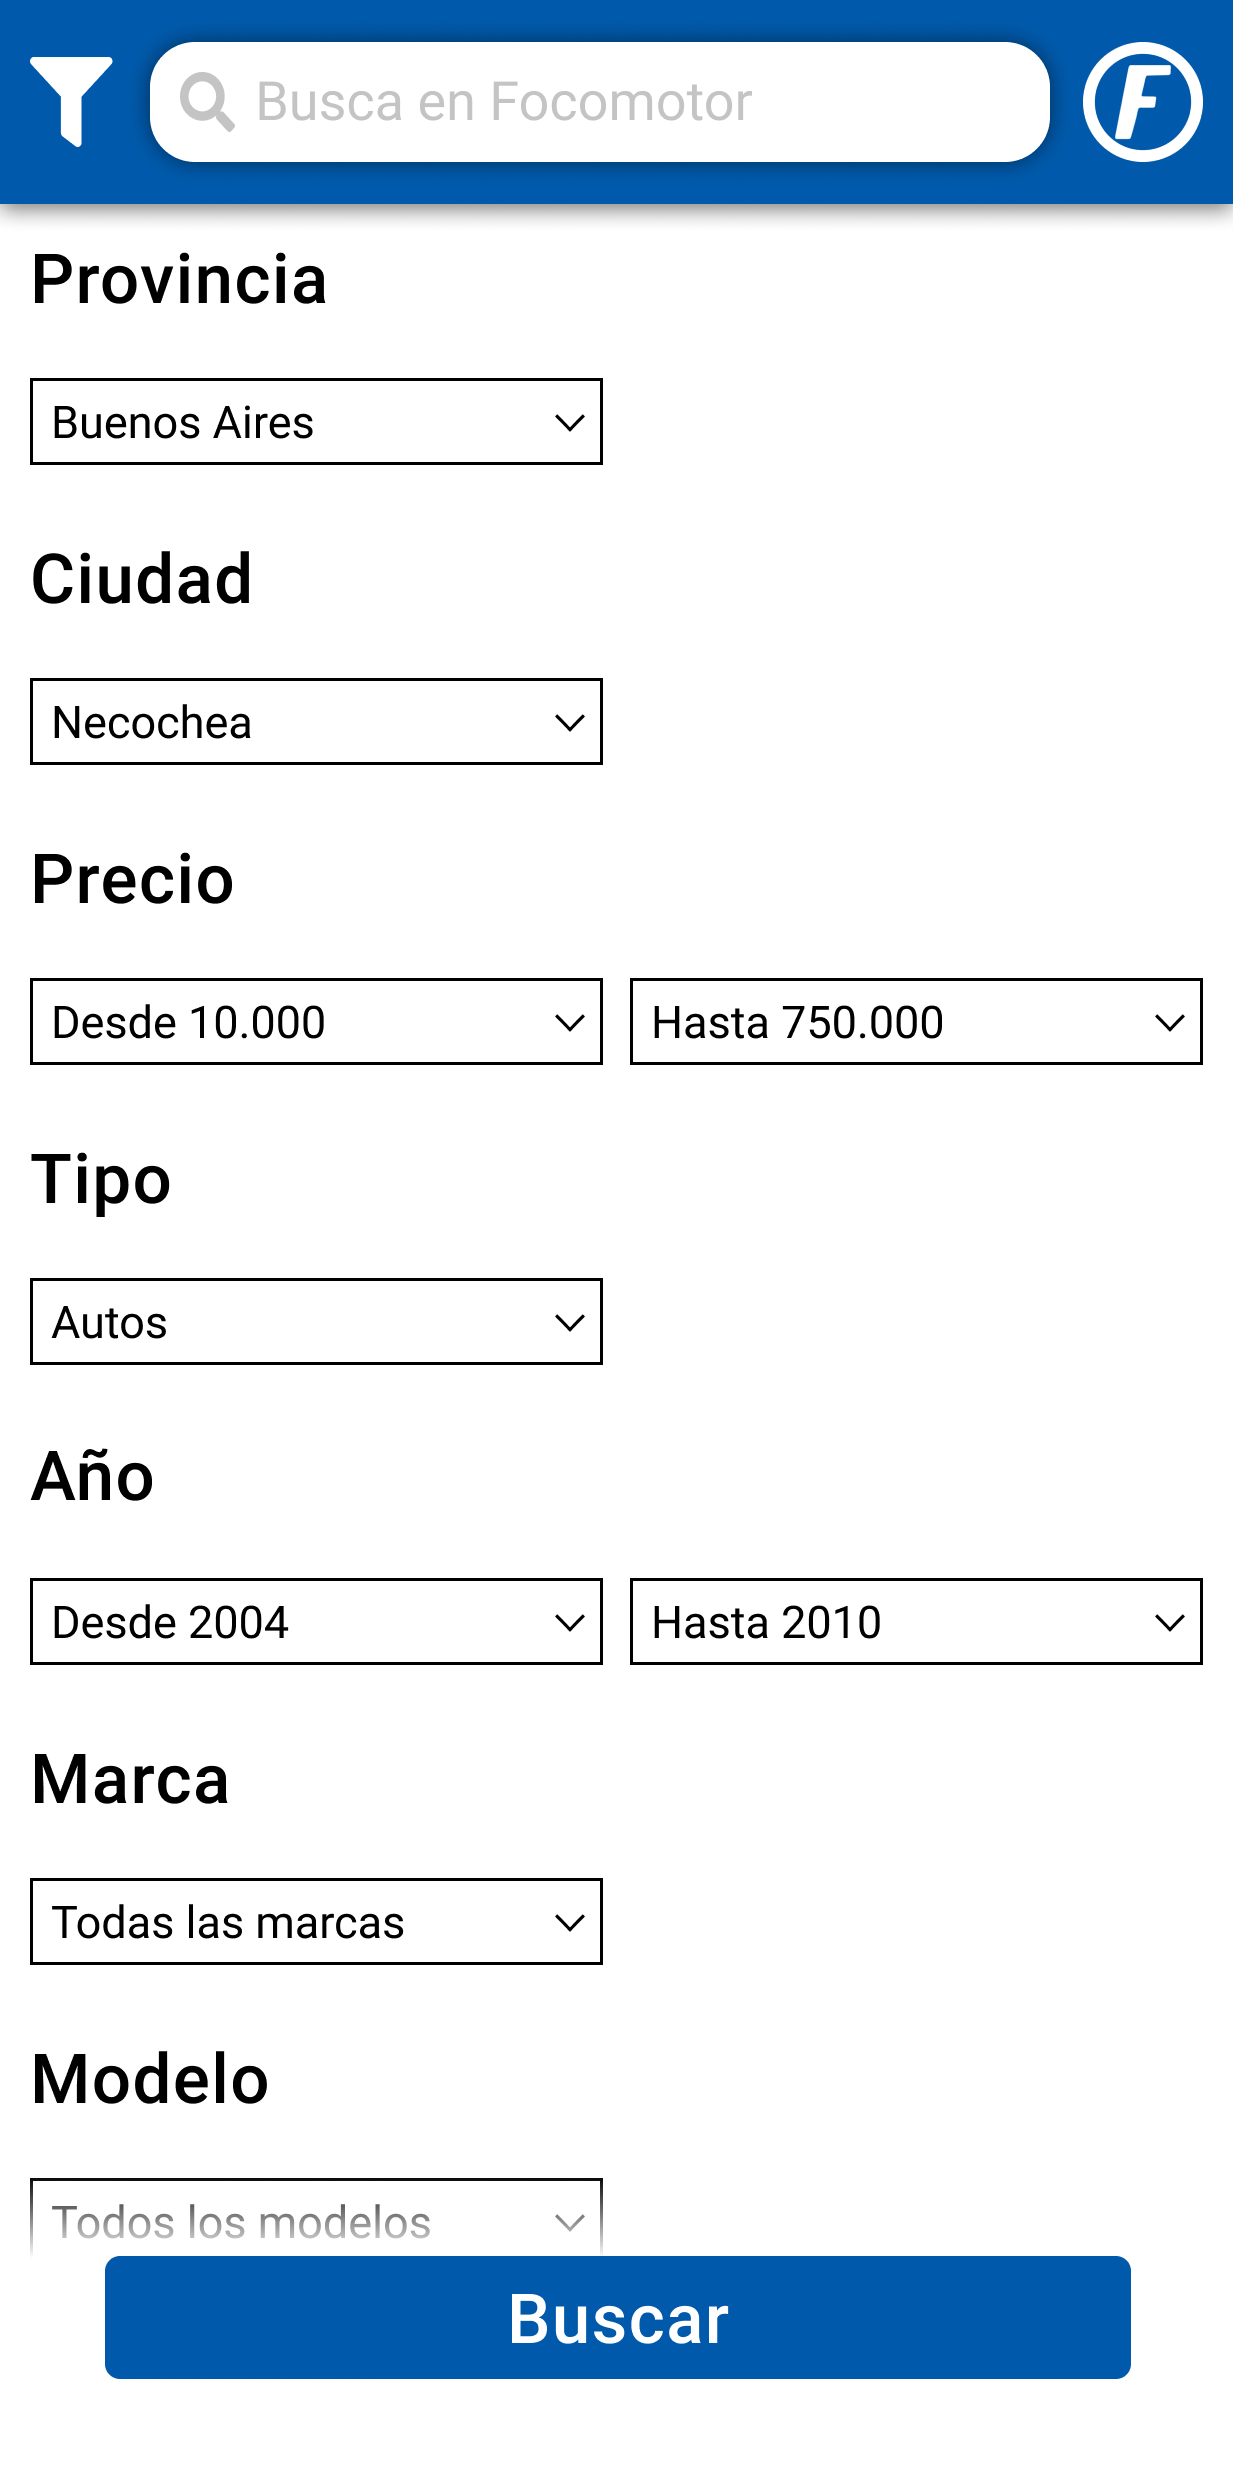 Busca en Focomotor
F
Provincia
Buenos Aires
Ciudad
Necochea
Precio
Desde 10.000
Hasta 750.000
Tipo
Autos
Año
Desde 2004
Hasta 2010
Marca
Todas las marcas
Modelo
Todos los modelos
Buscar